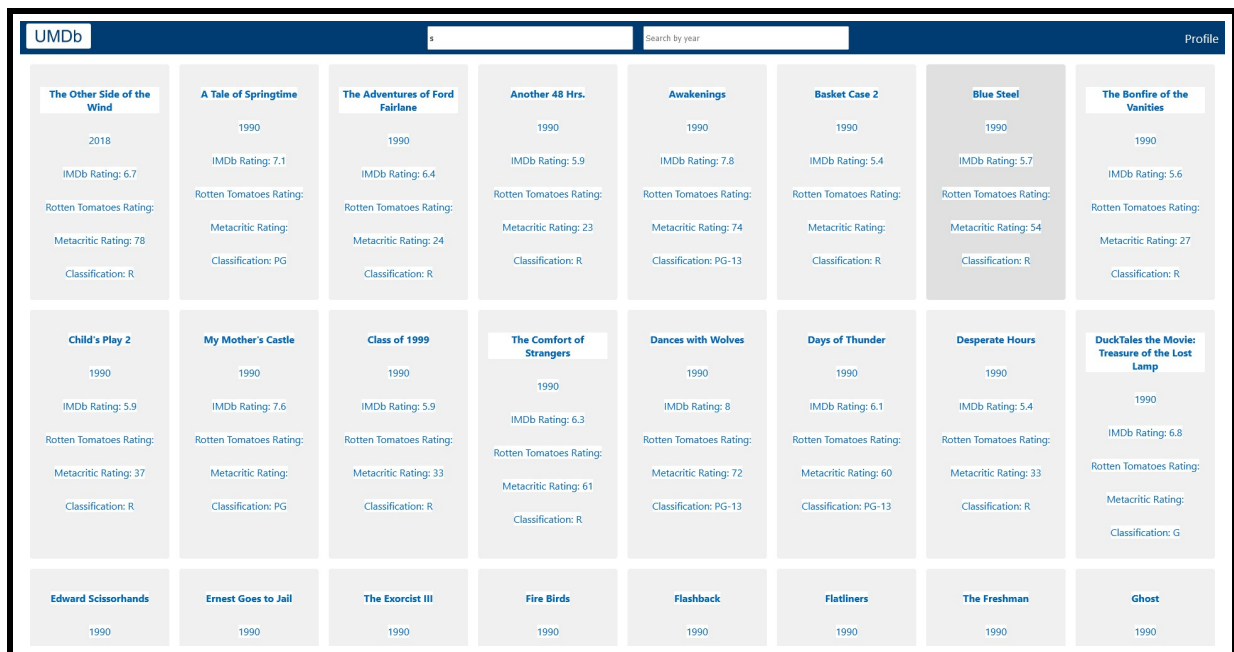 UMDb
s
Search by year
Profile
The Other Side of the
Wind
2018
IMDb Rating: 6.7
Rotten Tomatoes Rating:
Metacritic Rating: 78
Classification: R
A Tale of Springtime
1990
IMDb Rating: 7.1
Rotten Tomatoes Rating:
Metacritic Rating:
Classification: PG
The Adventures of Ford
Fairlane
1990
IMDb Rating: 6.4
Rotten Tomatoes Rating:
Metacritic Rating: 24
Classification: R
Another 48 Hrs.
1990
IMDb Rating: 5.9
Rotten Tomatoes Rating:
Metacritic Rating: 23
Classification: R
Awakenings
1990
IMDb Rating: 7.8
Rotten Tomatoes Rating:
Metacritic Rating: 74
Classification: PG-13
Basket Case 2
1990
IMDb Rating: 5.4
Rotten Tomatoes Rating:
Metacritic Rating:
Classification: R
Blue Steel
1990
IMDb Rating: 5.7
Rotten Tomatoes Rating:
Metacritic Rating: 54
Classification: R
The Bonfire of the
Vanities
1990
IMDb Rating: 5.6
Rotten Tomatoes Rating:
Metacritic Rating: 27
Classification: R
Child's Play 2
1990
IMDb Rating: 5.9
Rotten Tomatoes Rating:
Metacritic Rating: 37
Classification: R
My Mother's Castle
1990
IMDb Rating: 7.6
Rotten Tomatoes Rating:
Metacritic Rating:
Classification: PG
Class of 1999
1990
IMDb Rating: 5.9
Rotten Tomatoes Rating:
Metacritic Rating: 33
Classification: R
The Comfort of
Strangers
1990
IMDb Rating: 6.3
Rotten Tomatoes Rating:
Metacritic Rating: 61
Classification: R
Dances with Wolves
1990
IMDb Rating: 8
Rotten Tomatoes Rating:
Metacritic Rating: 72
Classification: PG-13
Days of Thunder
1990
IMDb Rating: 6.1
Rotten Tomatoes Rating:
Metacritic Rating: 60
Classification: PG-13
Desperate Hours
1990
IMDb Rating: 5.4
Rotten Tomatoes Rating:
Metacritic Rating: 33
Classification: R
DuckTales the Movie:
Treasure of the Lost
Lamp
1990
IMDb Rating: 6.8
Rotten Tomatoes Rating:
Metacritic Rating:
Classification: G
Edward Scissorhands
1990
Ernest Goes to Jail
1990
The Exorcist III
1990
Fire Birds
1990
Flashback
1990
Flatliners
1990
The Freshman
1990
Ghost
1990